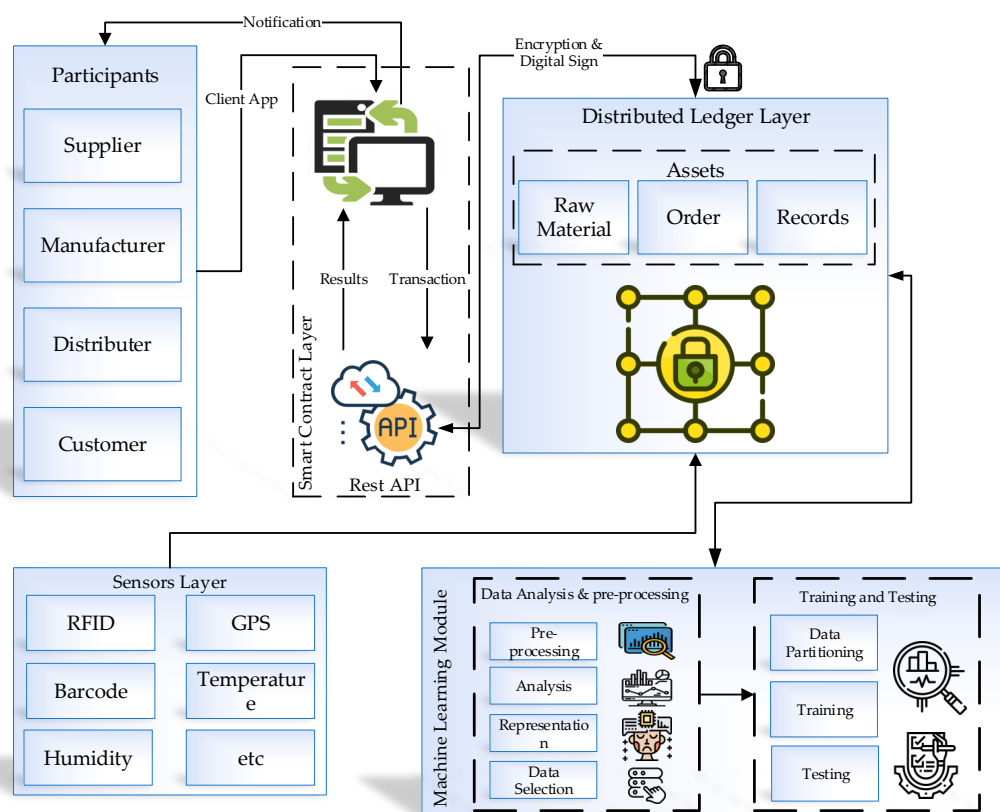 Notification
Participants
Supplier
Manufacturer
Distributer
Customer
Client App
Smart Contract Layer
Results
Transaction
API
Rest API
Encryption &
Digital Sign
Distributed Ledger Layer
Assets
Raw
Material
Order
Records
Sensors Layer
RFID
GPS
Barcode
Temperatur
e
Humidity
etc
Machine Learning Module
Data Analysis & pre-processing
Pre-
processing
Analysis
Representatio
n
Data
Selection
Training and Testing
Data
Partitioning
Training
Testing